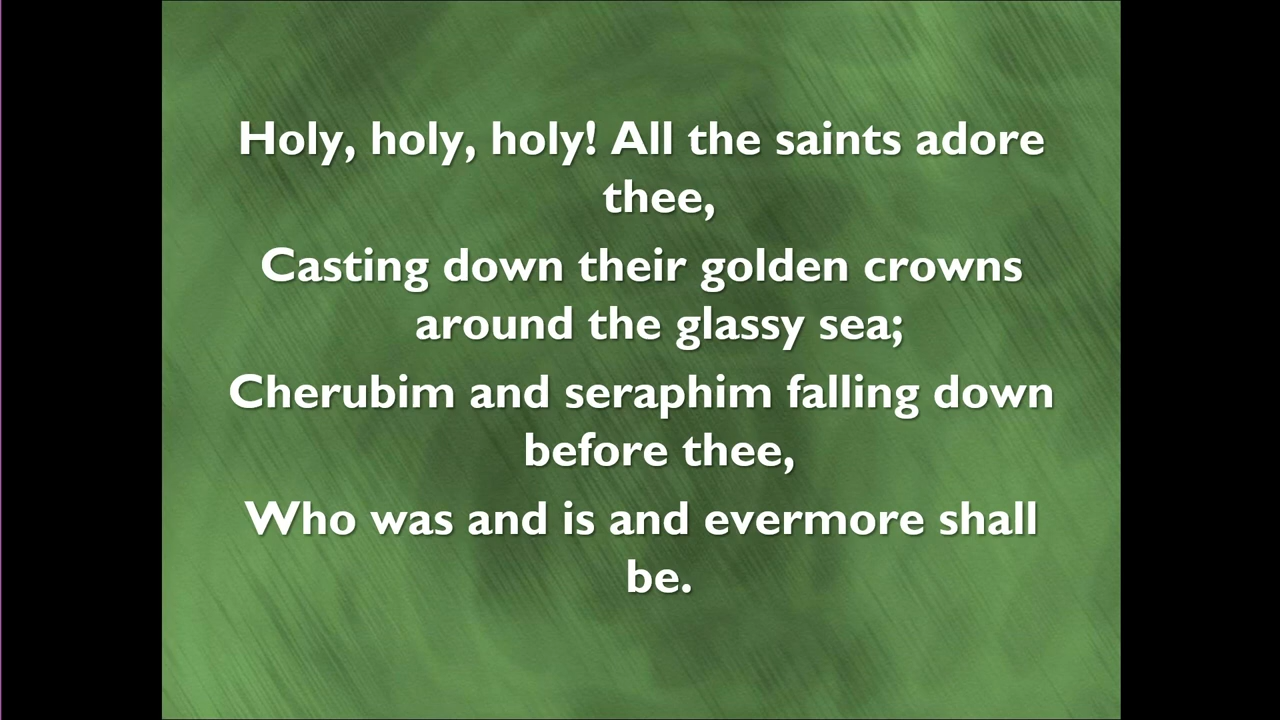 Holy, holy, holy! All the saints adore
thee,
Casting down their golden crowns
around the glassy sea;
Cherubim and seraphim falling down
before thee,
Who was and is and evermore shall
be.